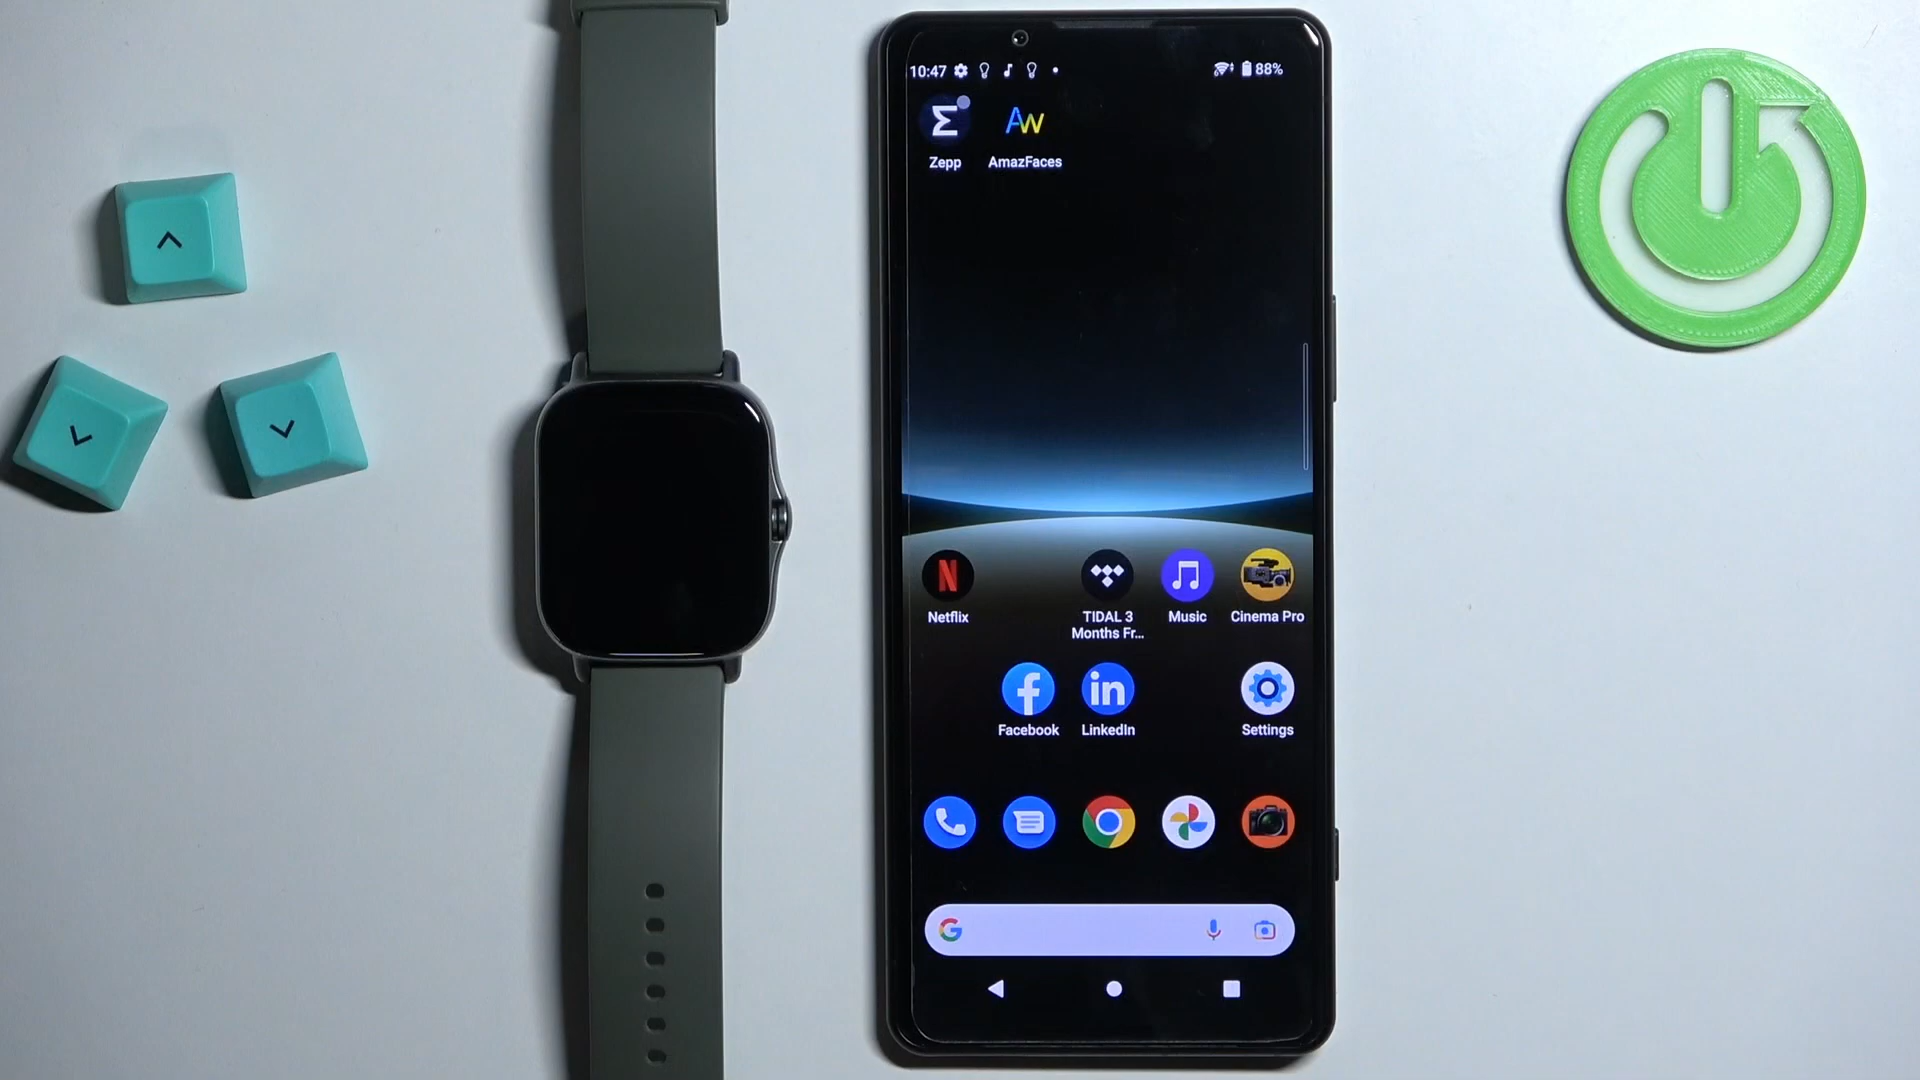 10:47
88%
Zepp
AmazFaces
Netflix
TIDAL 3
Months Fr...
Music
Cinema Pro
Facebook
LinkedIn
Settings